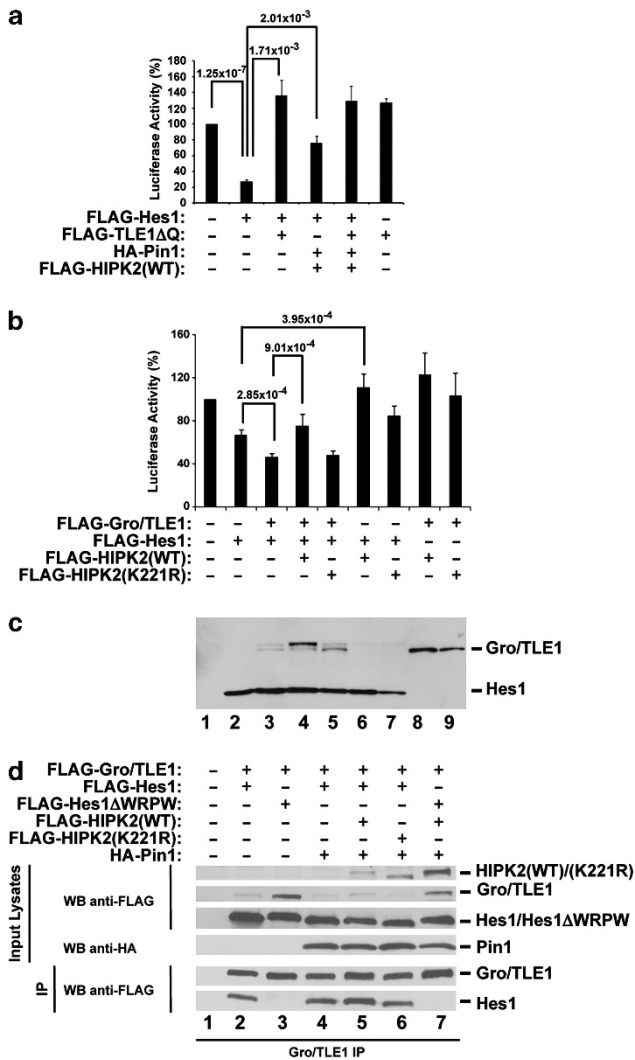 a
2.01x10-3
1.71x10-3
1.25x10-7
Luciferase Activity (%)
180
160
140
120
100
80
60
40
20
0
FLAG-Hes1: – + + + + –
FLAG-TLE1ΔQ: – – + – + +
HA-Pin1: – – – + + –
FLAG-HIPK2(WT): – – – + + –
b
3.95x10-4
9.01x10-4
2.85x10-4
Luciferase Activity (%)
160
120
80
40
0
FLAG-Gro/TLE1: – – + + + – – + +
FLAG-Hes1: – + + + + + + – –
FLAG-HIPK2(WT): – – – + – + – + –
FLAG-HIPK2(K221R): – – – – + – + – +
c
Gro/TLE1
Hes1
1 2 3 4 5 6 7 8 9
d
FLAG-Gro/TLE1: – + + + + + +
FLAG-Hes1: – + – + + + –
FLAG-Hes1ΔWRPW: – – + – – – +
FLAG-HIPK2(WT): – – – – + – +
FLAG-HIPK2(K221R): – – – – – + –
HA-Pin1: – – – + + + +
Input Lysates
WB anti-FLAG
HIPK2(WT)/(K221R)
Gro/TLE1
Hes1/Hes1ΔWRPW
WB anti-HA
Pin1
IP
WB anti-FLAG
Gro/TLE1
Hes1
1 2 3 4 5 6 7
Gro/TLE1 IP